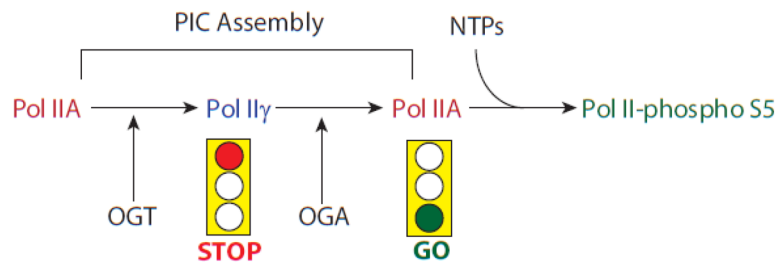 PIC Assembly
NTPs
Pol IIA
Pol IIγ
Pol IIA
Pol II-phospho S5
OGT
OGA
STOP
GO